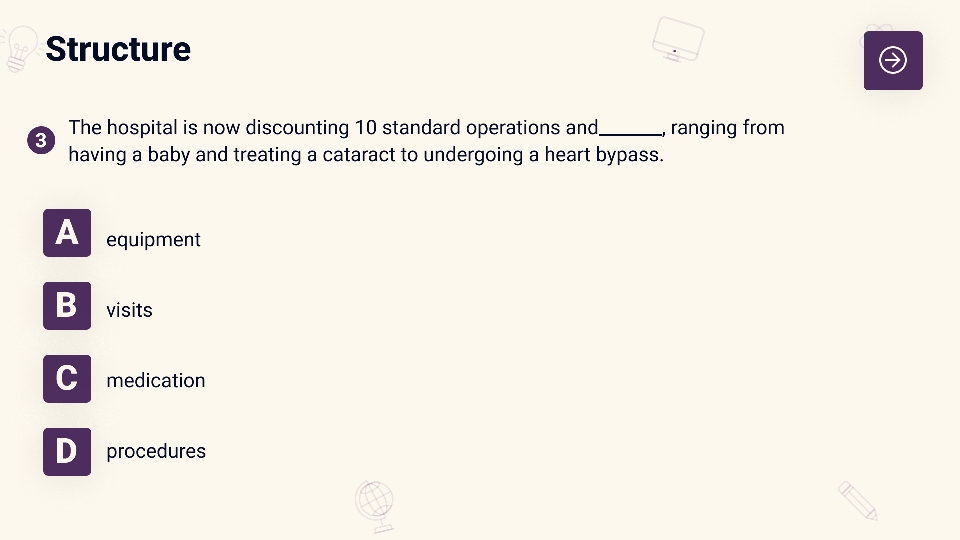 Structure
3
The hospital is now discounting 10 standard operations and______, ranging from
having a baby and treating a cataract to undergoing a heart bypass.
A
equipment
B
visits
C
medication
D
procedures